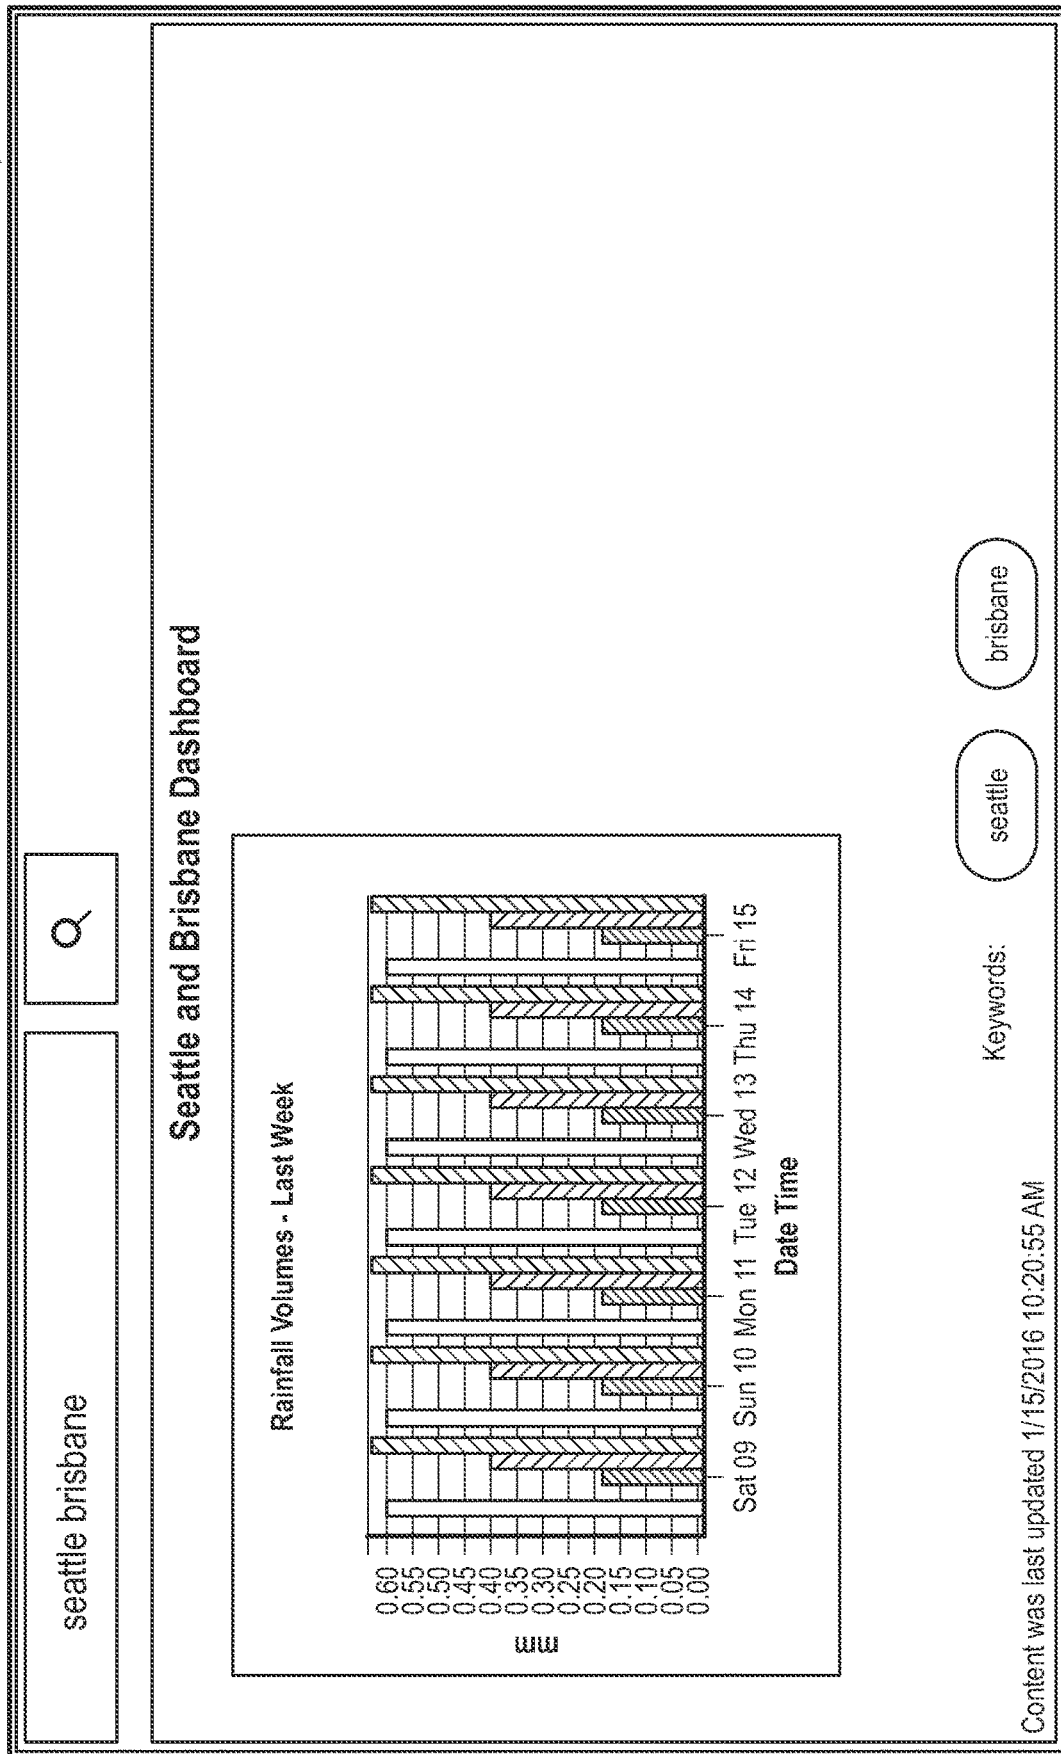 seattle brisbane
Seattle and Brisbane Dashboard
Rainfall Volumes - Last Week
mm
0.60
0.55
0.50
0.45
0.40
0.35
0.30
0.25
0.20
0.15
0.10
0.05
0.00
Sat 09 Sun 10 Mon 11 Tue 12 Wed 13 Thu 14 Fri 15
Date Time
Keywords: seattle brisbane
Content was last updated 1/15/2016 10:20:55 AM